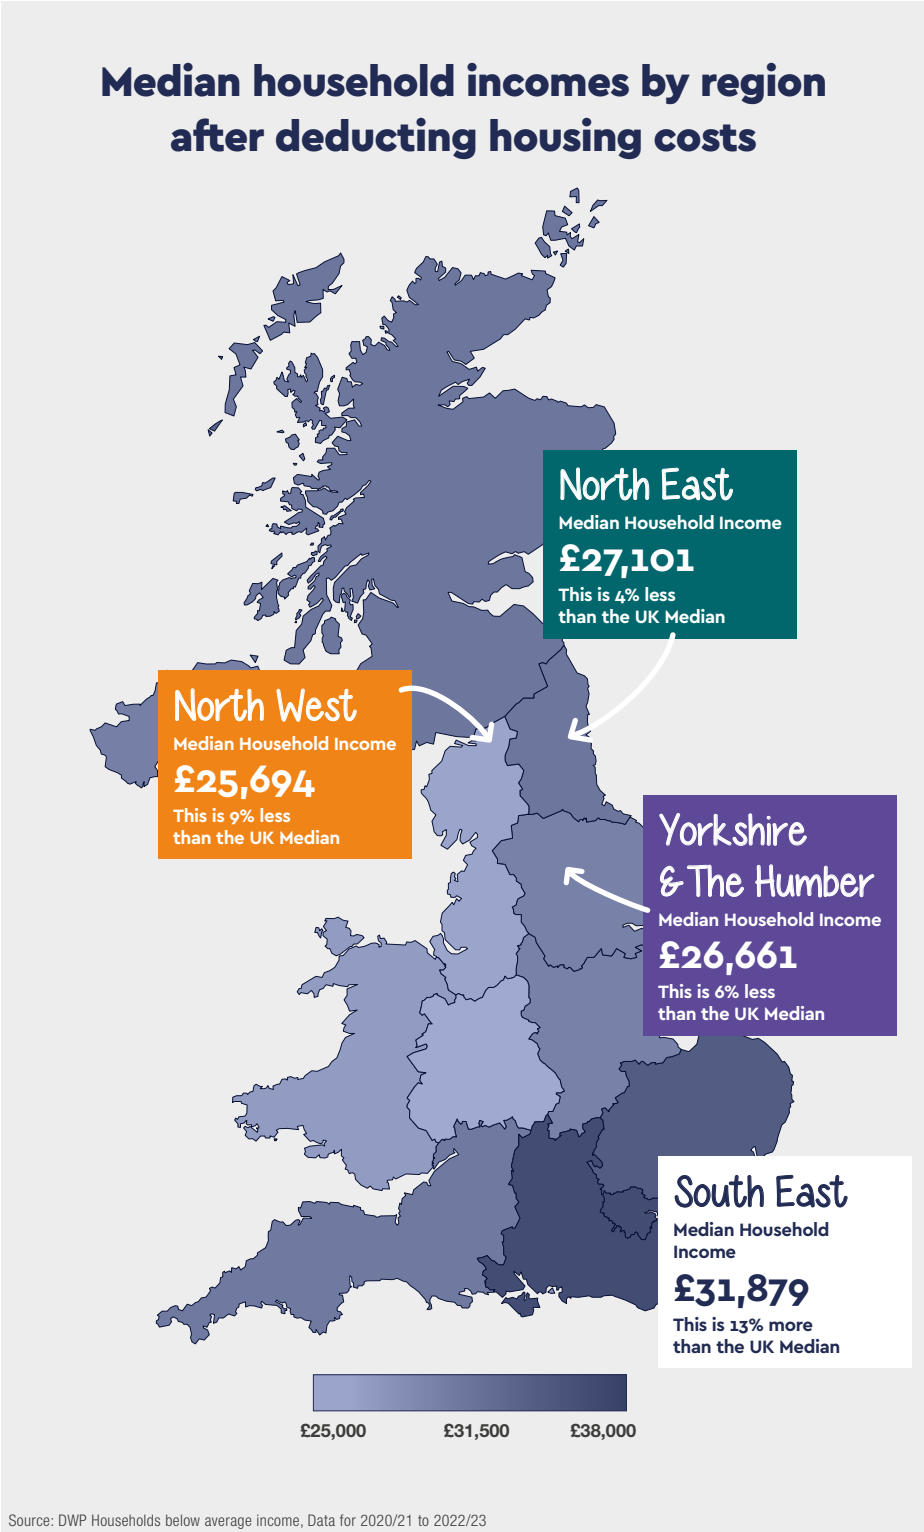 Median household incomes by region
after deducting housing costs
North East
Median Household Income
£27,101
This is 4% less
than the UK Median
North West
Median Household Income
£25,694
This is 9% less
than the UK Median
Yorkshire
& The Humber
Median Household Income
£26,661
This is 6% less
than the UK Median
South East
Median Household
Income
£31,879
This is 13% more
than the UK Median
£25,000 £31,500 £38,000
Source: DWP Households below average income, Data for 2020/21 to 2022/23